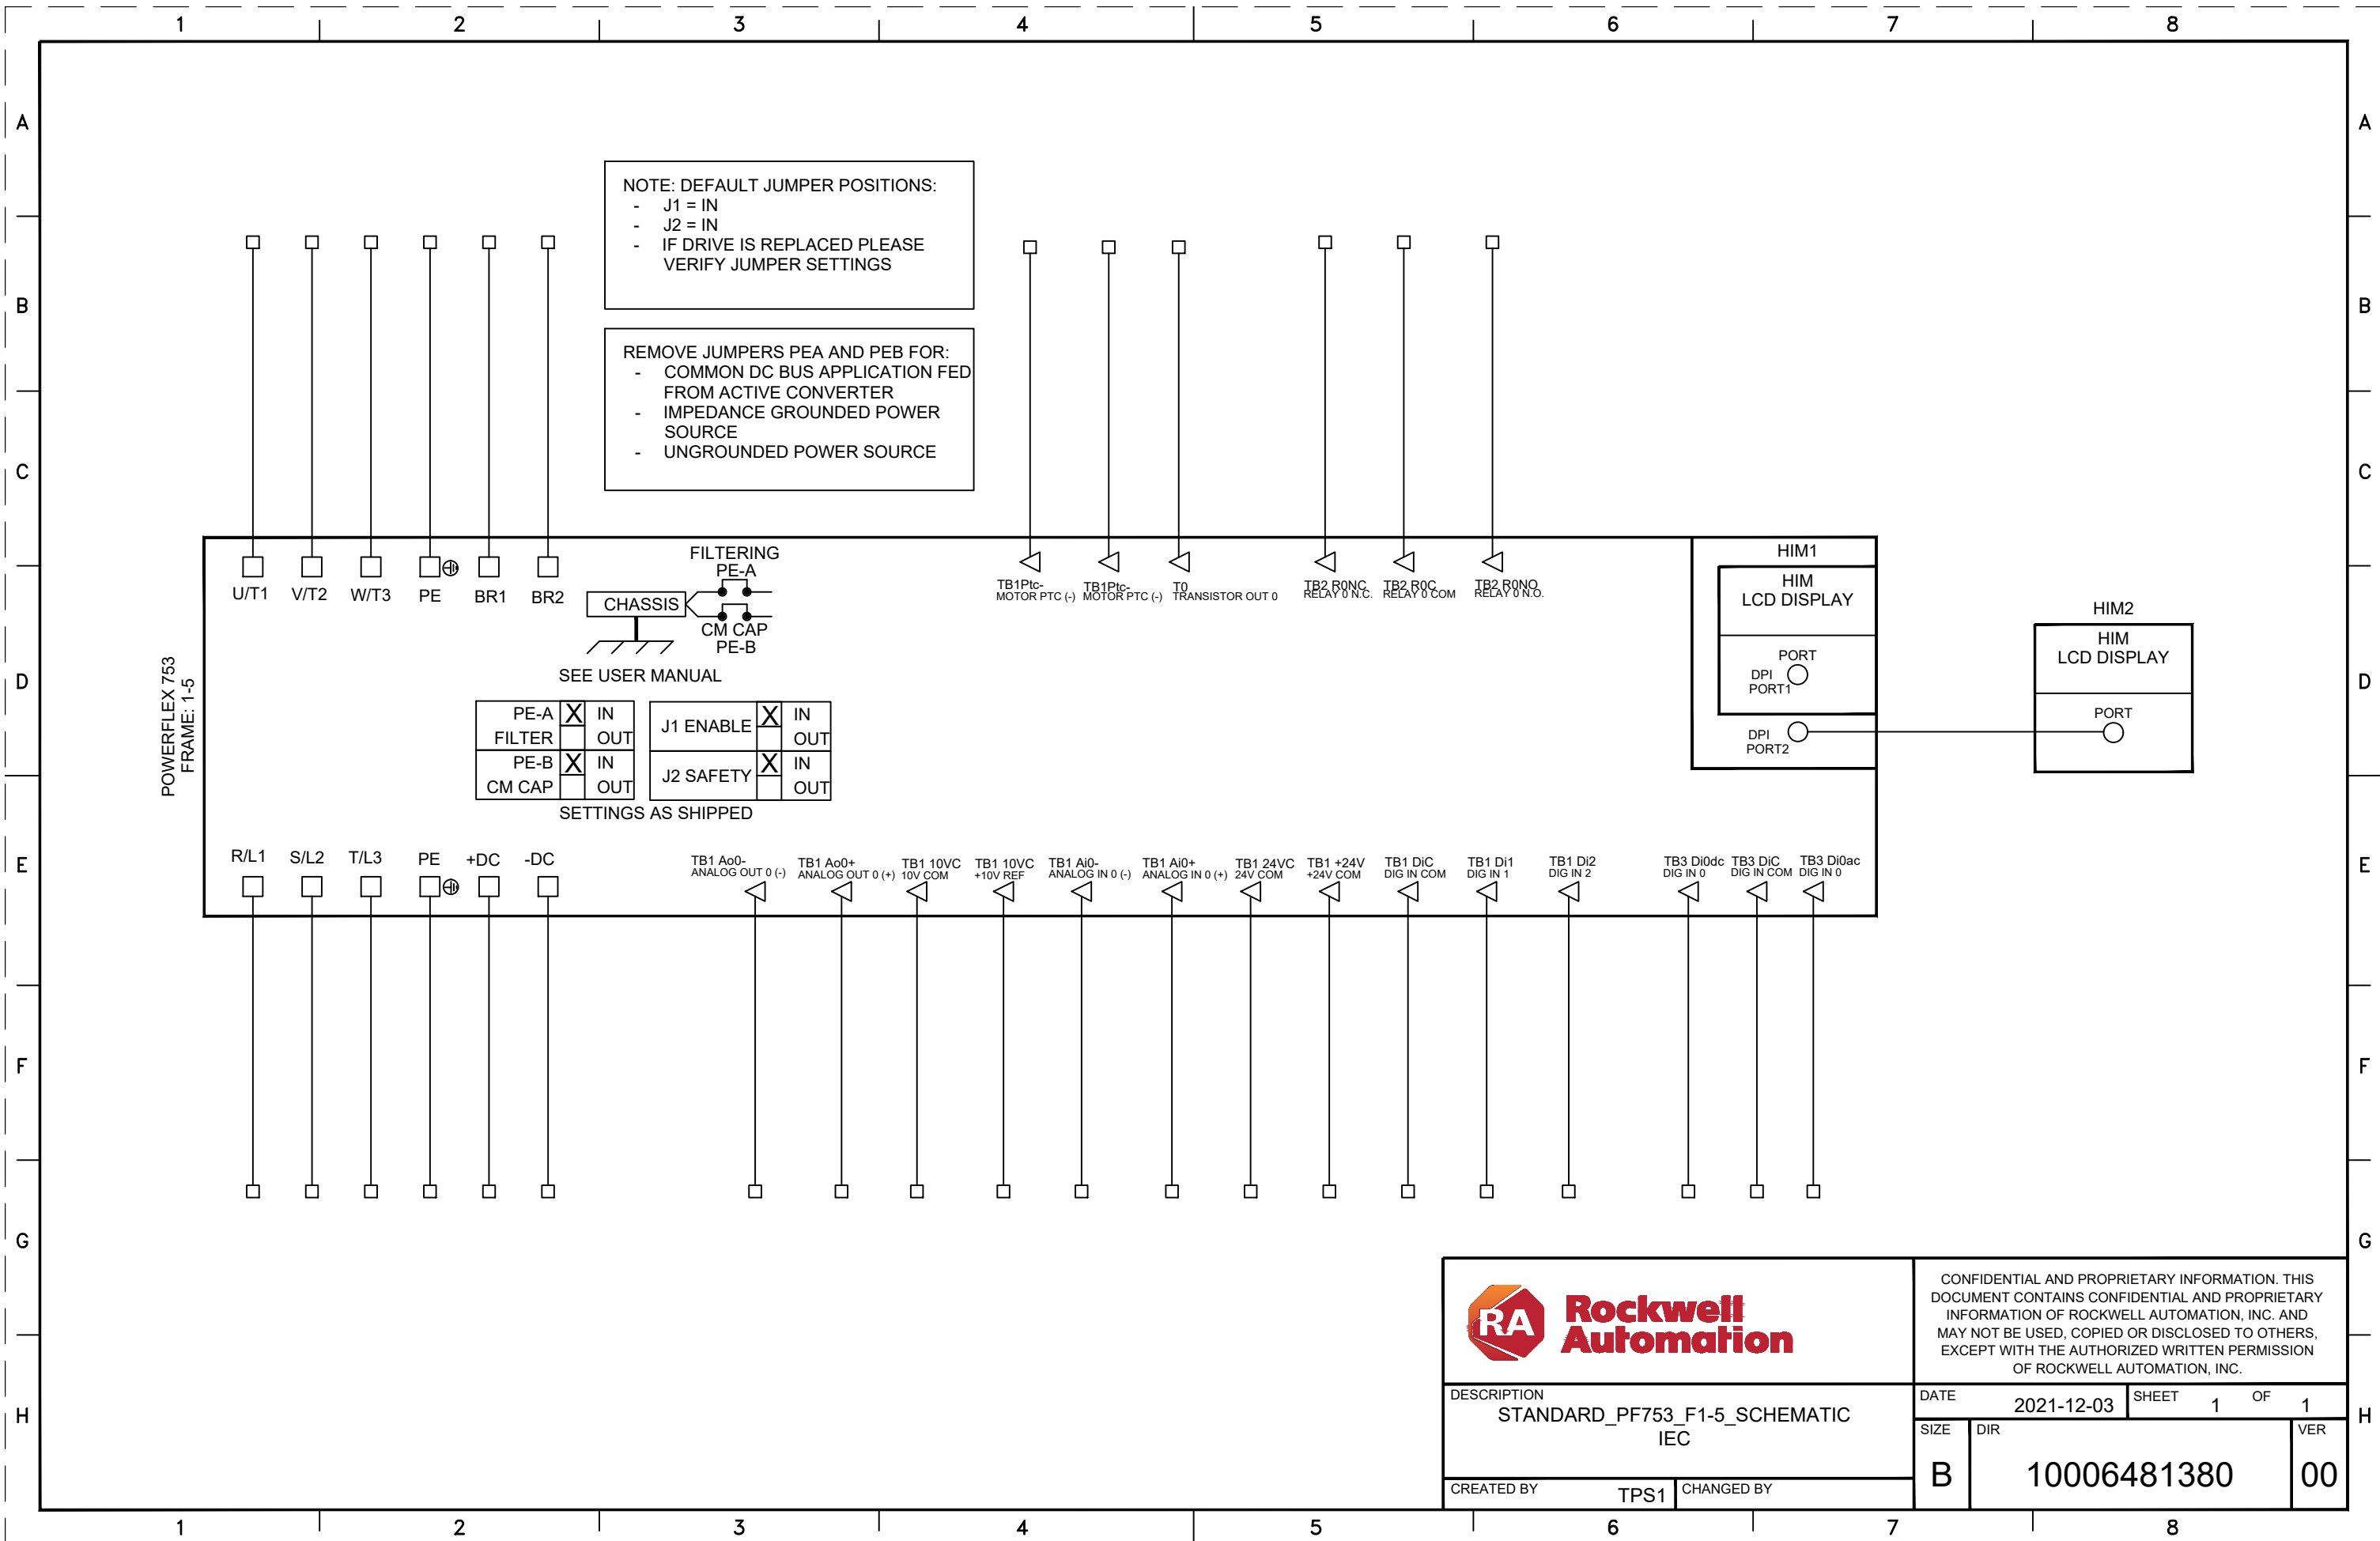 1 2 3 4 5 6 7 8
A A
B B
C C
D D
E E
F F
G G
H H
NOTE: DEFAULT JUMPER POSITIONS:
- J1 = IN
- J2 = IN
- IF DRIVE IS REPLACED PLEASE
VERIFY JUMPER SETTINGS
REMOVE JUMPERS PEA AND PEB FOR:
- COMMON DC BUS APPLICATION FED
FROM ACTIVE CONVERTER
- IMPEDANCE GROUNDED POWER
SOURCE
- UNGROUNDED POWER SOURCE
POWERFLEX 753
FRAME: 1-5
U/T1 V/T2 W/T3 PE BR1 BR2
FILTERING
PE-A
CHASSIS
CM CAP
PE-B
SEE USER MANUAL
PE-A X IN
FILTER OUT
PE-B X IN
CM CAP OUT
J1 ENABLE X IN
OUT
J2 SAFETY X IN
OUT
SETTINGS AS SHIPPED
TB1Ptc-
MOTOR PTC (-)
TB1Ptc-
MOTOR PTC (-)
T0
TRANSISTOR OUT 0
TB2 R0NC
RELAY 0 N.C.
TB2 R0C
RELAY 0 COM
TB2 R0NO
RELAY 0 N.O.
HIM1
HIM
LCD DISPLAY
PORT
DPI
PORT1
DPI
PORT2
HIM2
HIM
LCD DISPLAY
PORT
R/L1 S/L2 T/L3 PE +DC -DC
TB1 Ao0-
ANALOG OUT 0 (-)
TB1 Ao0+
ANALOG OUT 0 (+)
TB1 10VC
10V COM
TB1 10VC
+10V REF
TB1 Ai0-
ANALOG IN 0 (-)
TB1 Ai0+
ANALOG IN 0 (+)
TB1 24VC
24V COM
TB1 +24V
+24V COM
TB1 DiC
DIG IN COM
TB1 Di1
DIG IN 1
TB1 Di2
DIG IN 2
TB3 Di0dc
DIG IN 0
TB3 DiC
DIG IN COM
TB3 Di0ac
DIG IN 0
RA
Rockwell
Automation
CONFIDENTIAL AND PROPRIETARY INFORMATION. THIS
DOCUMENT CONTAINS CONFIDENTIAL AND PROPRIETARY
INFORMATION OF ROCKWELL AUTOMATION, INC. AND
MAY NOT BE USED, COPIED OR DISCLOSED TO OTHERS,
EXCEPT WITH THE AUTHORIZED WRITTEN PERMISSION
OF ROCKWELL AUTOMATION, INC.
DESCRIPTION
STANDARD_PF753_F1-5_SCHEMATIC
IEC
DATE 2021-12-03 SHEET 1 OF 1
SIZE DIR VER
B 10006481380 00
CREATED BY TPS1 CHANGED BY
1 2 3 4 5 6 7 8